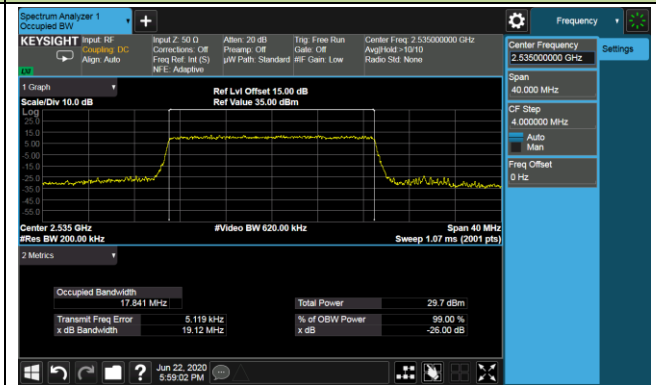 Spectrum Analyzer 1
Occupied BW
Frequency
KEYSIGHT
Input: RF
Coupling: DC
Align: Auto
Input Z: 50 Ω
Corrections: Off
Freq Ref: Int (S)
NFE: Adaptive
Atten: 20 dB
Preamp: Off
µW Path: Standard
Trig: Free Run
Gate: Off
#IF Gain: Low
Center Freq: 2.535000000 GHz
Avg|Hold:>10/10
Radio Std: None
Center Frequency
2.535000000 GHz
Settings
Span
40.000 MHz
CF Step
4.000000 MHz
Auto
Man
Freq Offset
0 Hz
1 Graph
Scale/Div 10.0 dB
Ref Lvl Offset 15.00 dB
Ref Value 35.00 dBm
Log
25.0
15.0
5.00
-5.00
-15.0
-25.0
-35.0
-45.0
-55.0
Center 2.535 GHz
#Res BW 200.00 kHz
#Video BW 620.00 kHz
Span 40 MHz
Sweep 1.07 ms (2001 pts)
2 Metrics
Occupied Bandwidth
17.841 MHz
Total Power 29.7 dBm
Transmit Freq Error 5.119 kHz
% of OBW Power 99.00 %
x dB Bandwidth 19.12 MHz
x dB -26.00 dB
Jun 22, 2020
5:59:02 PM